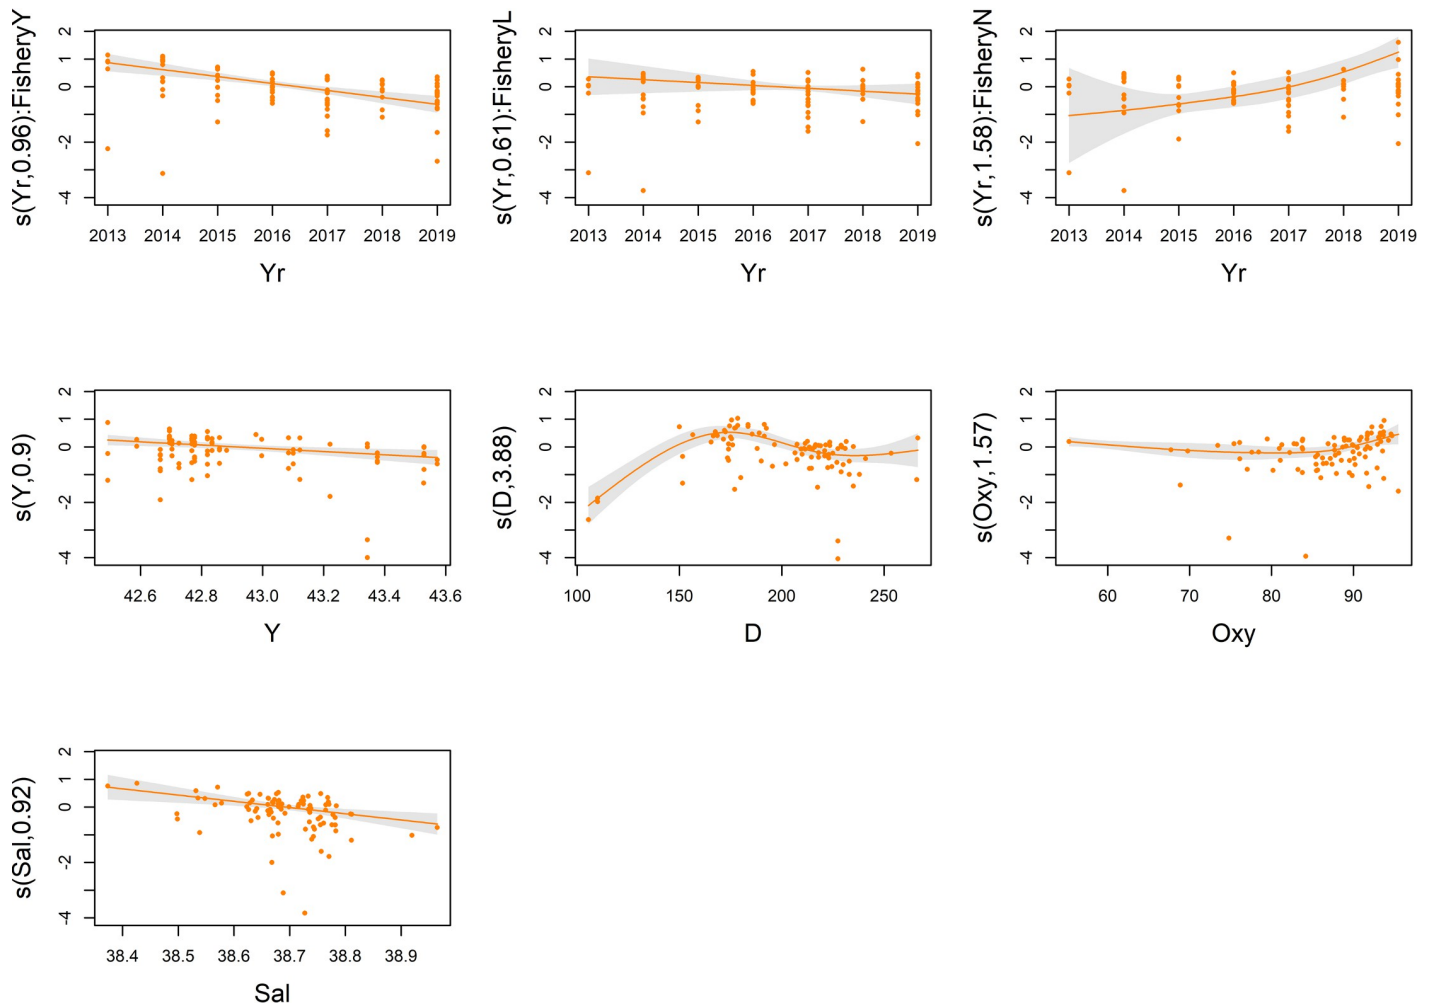 s(Yr,0.96):FisheryY
2
1
0
-2
-4
2013 2014 2015 2016 2017 2018 2019
Yr
s(Yr,0.61):FisheryL
2
1
0
-2
-4
2013 2014 2015 2016 2017 2018 2019
Yr
s(Yr,1.58):FisheryN
2
1
0
-2
-4
2013 2014 2015 2016 2017 2018 2019
Yr
s(Y,0.9)
2
1
0
-2
-4
42.6 42.8 43.0 43.2 43.4 43.6
Y
s(D,3.88)
2
1
0
-2
-4
100 150 200 250
D
s(Oxy,1.57)
2
1
0
-2
-4
60 70 80 90
Oxy
s(Sal,0.92)
2
1
0
-2
-4
38.4 38.5 38.6 38.7 38.8 38.9
Sal